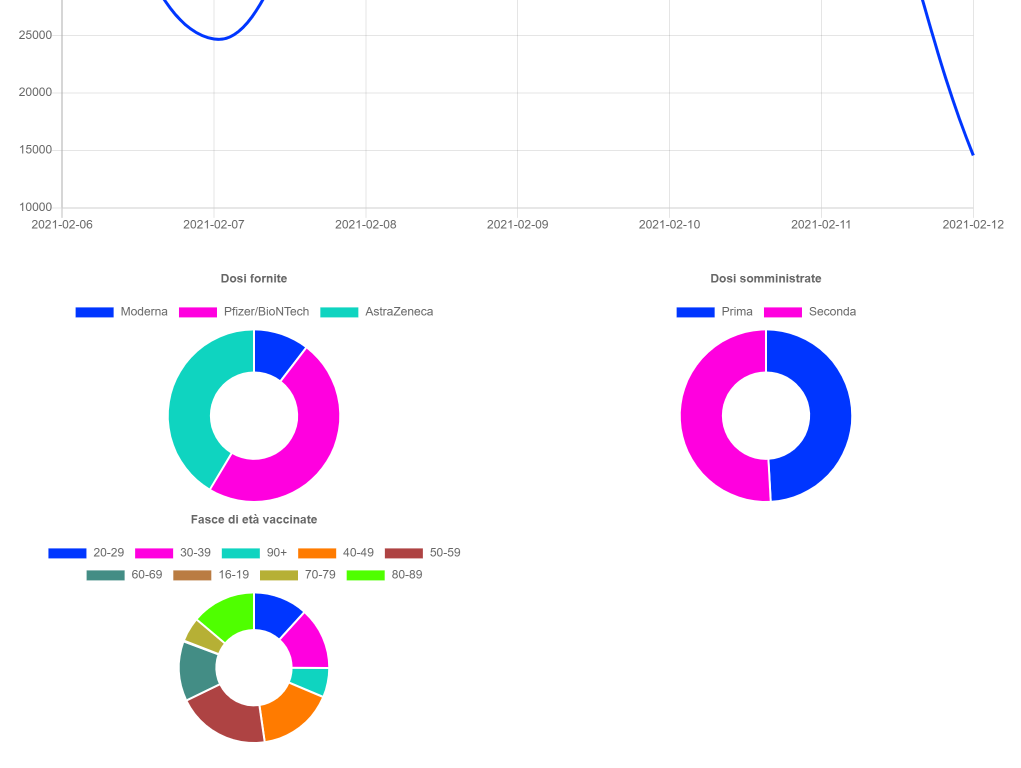 25000
20000
15000
10000
2021-02-06 2021-02-07 2021-02-08 2021-02-09 2021-02-10 2021-02-11 2021-02-12
Dosi fornite
Moderna Pfizer/BioNTech AstraZeneca
Dosi somministrate
Prima Seconda
Fasce di età vaccinate
20-29 30-39 90+ 40-49 50-59
60-69 16-19 70-79 80-89